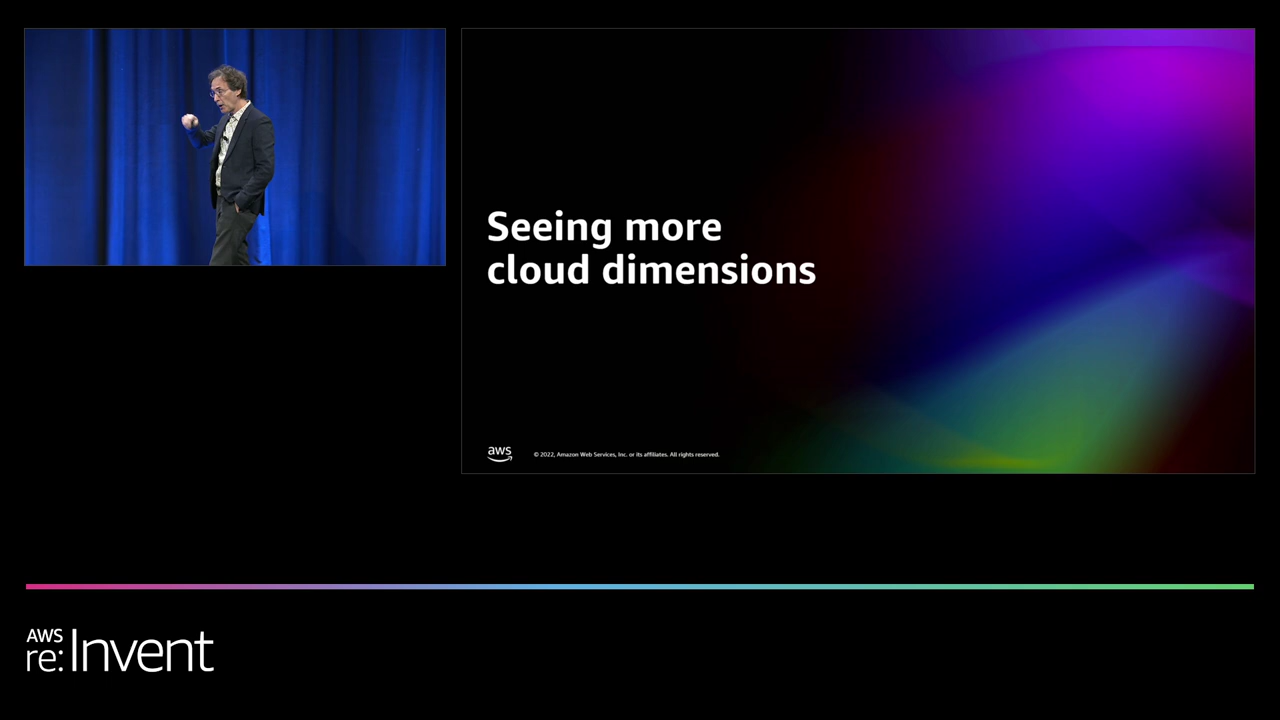 Seeing more
cloud dimensions
aws
© 2022, Amazon Web Services, Inc. or its affiliates. All rights reserved.
AWS
re:Invent